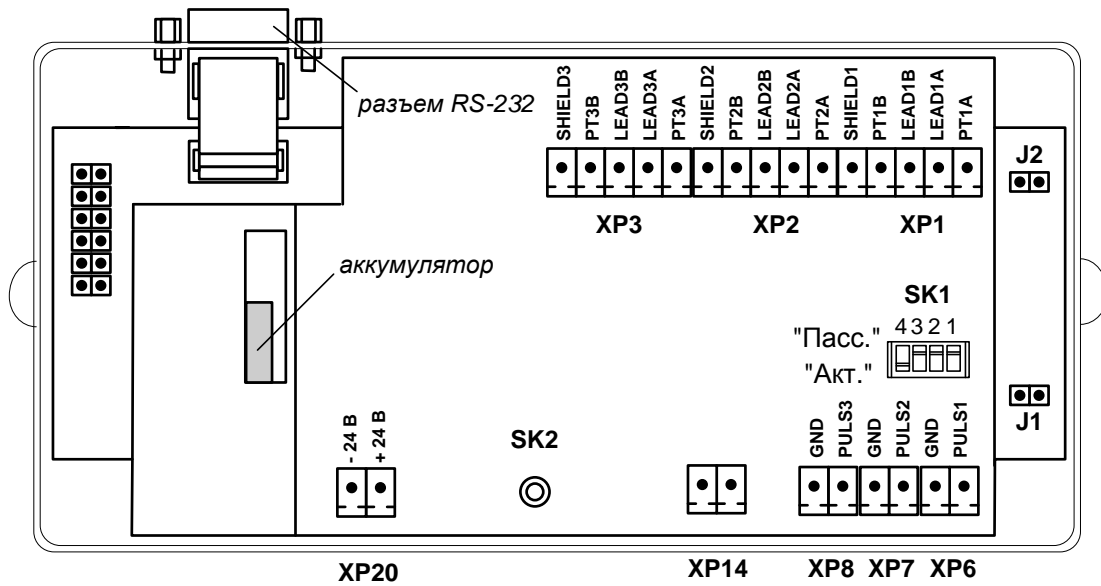 разъем RS-232
SHIELD3
PT3B
LEAD3B
LEAD3A
PT3A
SHIELD2
PT2B
LEAD2B
LEAD2A
PT2A
SHIELD1
PT1B
LEAD1B
LEAD1A
PT1A
J2
XP3
XP2
XP1
аккумулятор
SK1
"Пасс."
4 3 2 1
"Акт."
J1
- 24 В
+ 24 В
SK2
GND
PULS3
GND
PULS2
GND
PULS1
XP20
XP14
XP8
XP7
XP6